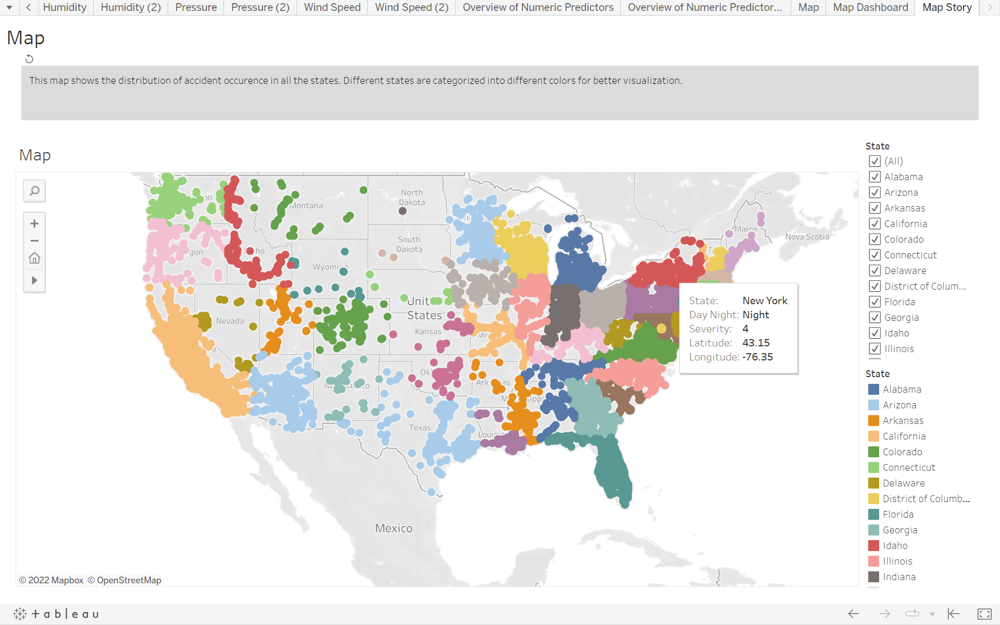 Humidity
Humidity (2)
Pressure
Pressure (2)
Wind Speed
Wind Speed (2)
Overview of Numeric Predictors
Overview of Numeric Predictor...
Map
Map Dashboard
Map Story
Map
This map shows the distribution of accident occurence in all the states. Different states are categorized into different colors for better visualization.
Map
North
Dakota
Montana
South
Dakota
Wyoming
Nevada
Unit
States
Kansas
Texas
Maine
Nova Scotia
Mexico
State: New York
Day Night: Night
Severity: 4
Latitude: 43.15
Longitude: -76.35
© 2022 Mapbox © OpenStreetMap
State
(All)
Alabama
Arizona
Arkansas
California
Colorado
Connecticut
Delaware
District of Colum...
Florida
Georgia
Idaho
Illinois
State
Alabama
Arizona
Arkansas
California
Colorado
Connecticut
Delaware
District of Columb...
Florida
Georgia
Idaho
Illinois
Indiana
+ableau